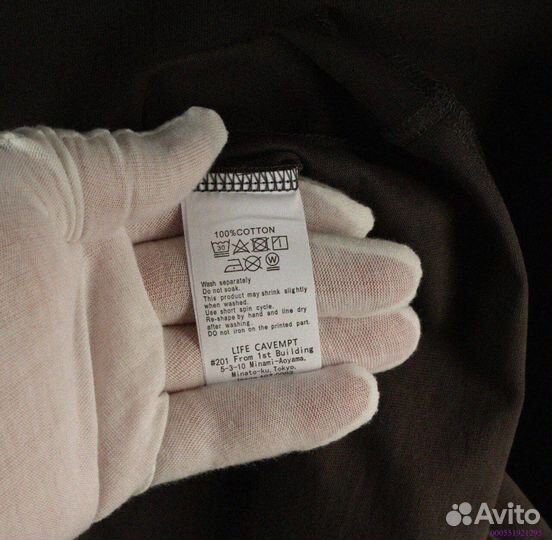 100%COTTON
30
W
Wash separately
Do not soak.
This product may shrink slightly
when washed.
Use short spin cycle.
Re-shape by hand and line dry
after washing.
DO not iron on the printed part.
LIFE CAVEMPT
#201 From 1st Building
5-3-10 Minami-Aoyama,
Minato-ku, Tokyo,
Avito
000551921295